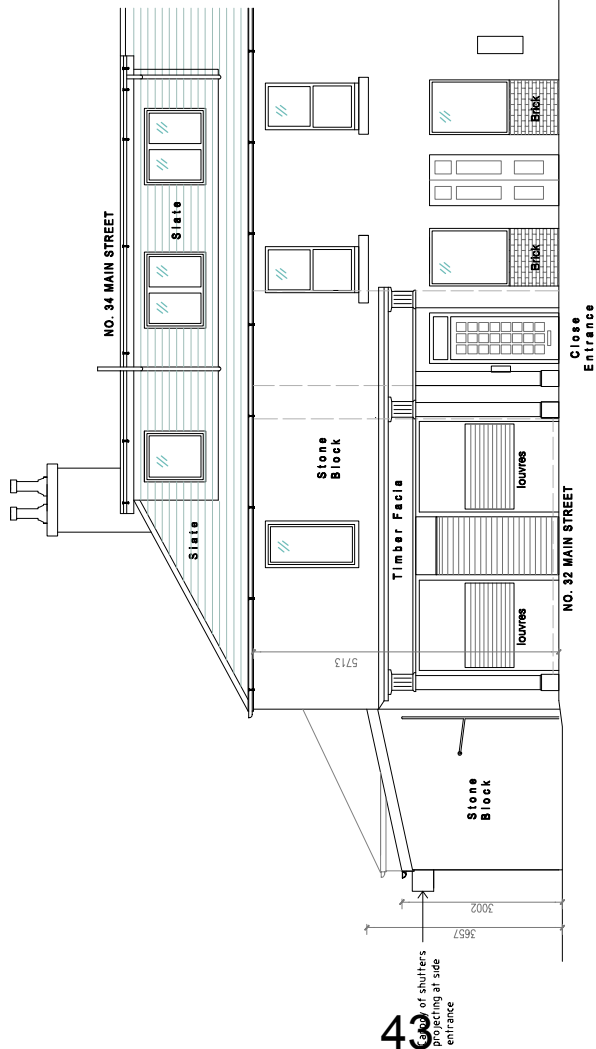 NO. 34 MAIN STREET
Slate
Slate
Stone
Block
Timber Facia
Brick
Brick
louvres
louvres
Close
Entrance
NO. 32 MAIN STREET
5713
Stone
Block
3002
3657
Canopy of shutters
projecting at side
entrance
43